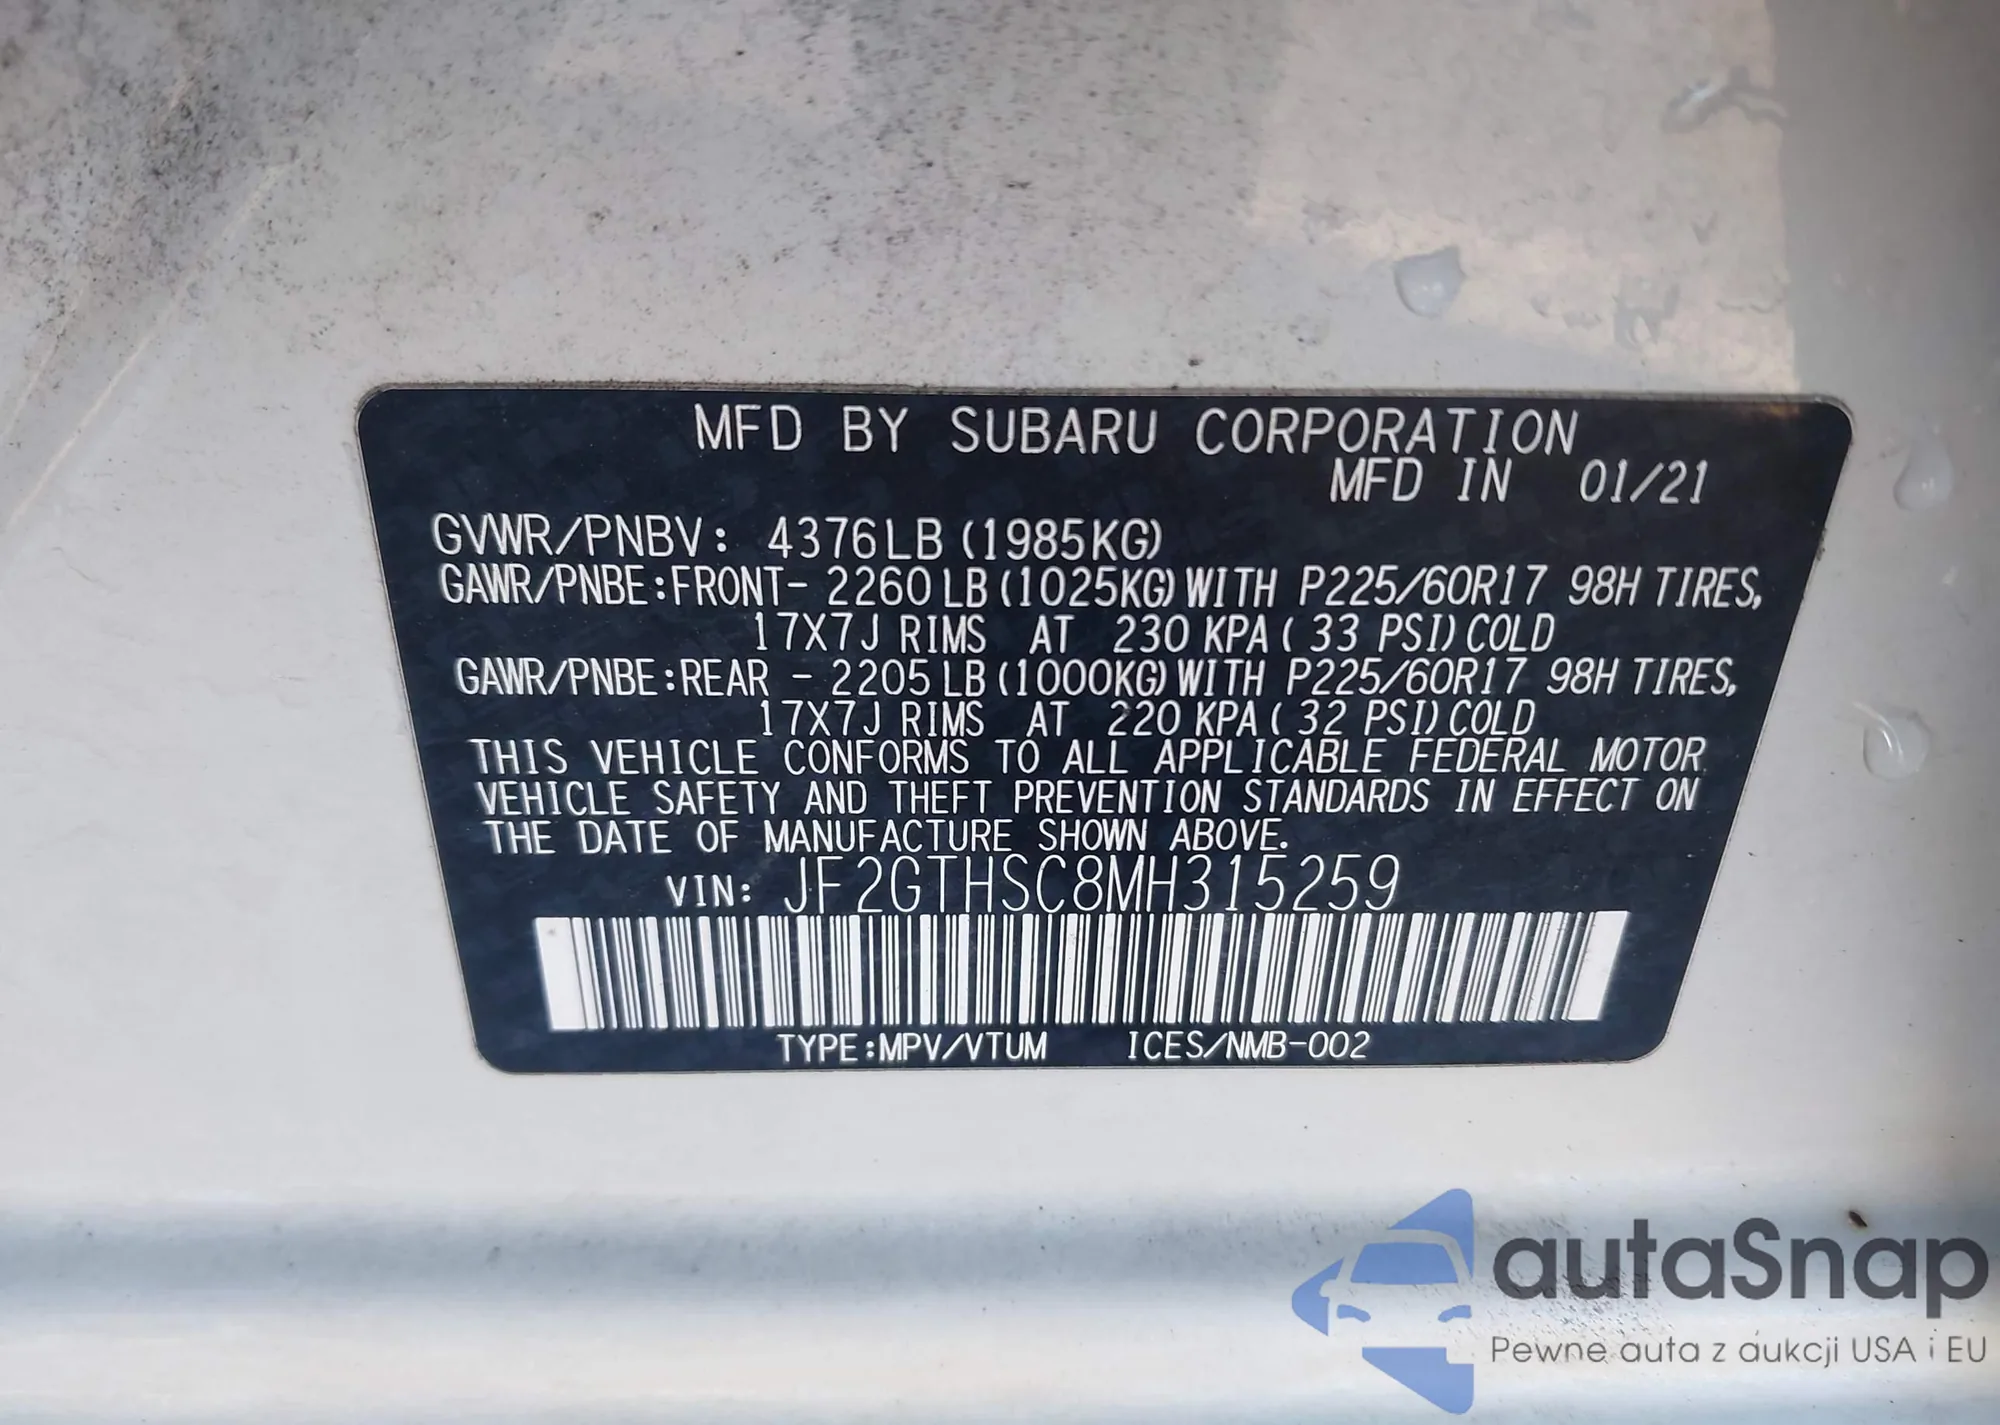 MFD BY SUBARU CORPORATION
MFD IN 01/21
GVWR/PNBV: 4376LB (1985KG)
GAWR/PNBE:FRONT- 2260LB (1025KG) WITH P225/60R17 98H TIRES,
17X7J RIMS AT 230 KPA ( 33 PSI) COLD
GAWR/PNBE:REAR - 2205LB (1000KG) WITH P225/60R17 98H TIRES,
17X7J RIMS AT 220 KPA ( 32 PSI) COLD
THIS VEHICLE CONFORMS TO ALL APPLICABLE FEDERAL MOTOR
VEHICLE SAFETY AND THEFT PREVENTION STANDARDS IN EFFECT ON
THE DATE OF MANUFACTURE SHOWN ABOVE.
VIN: JF2GTHSC8MH315259
TYPE:MPV/VTUM ICES/NMB-002
autaSnap
Pewne auta z aukcji USA i EU